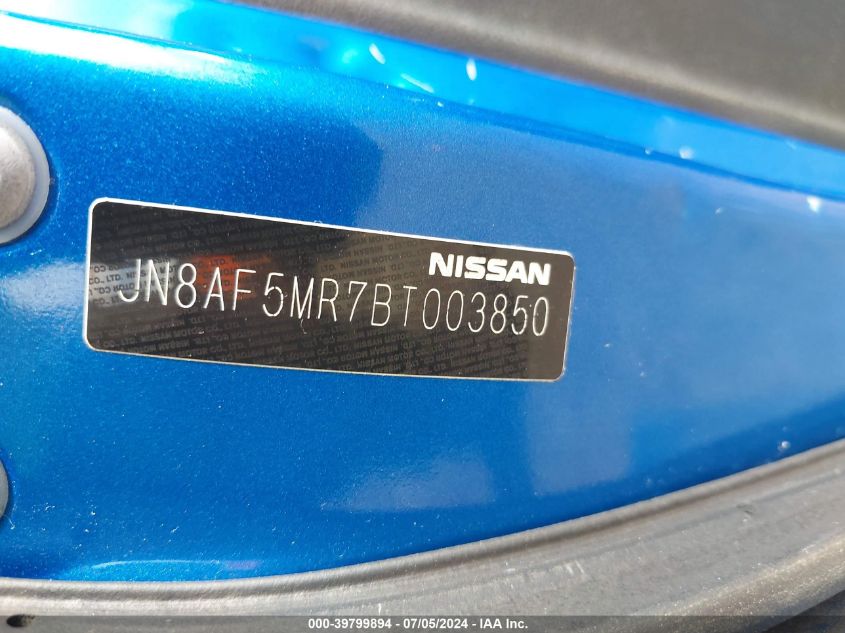 NISSAN
JN8AF5MR7BT003850
000-39799894 / 07/05/2024 / IAA Inc.